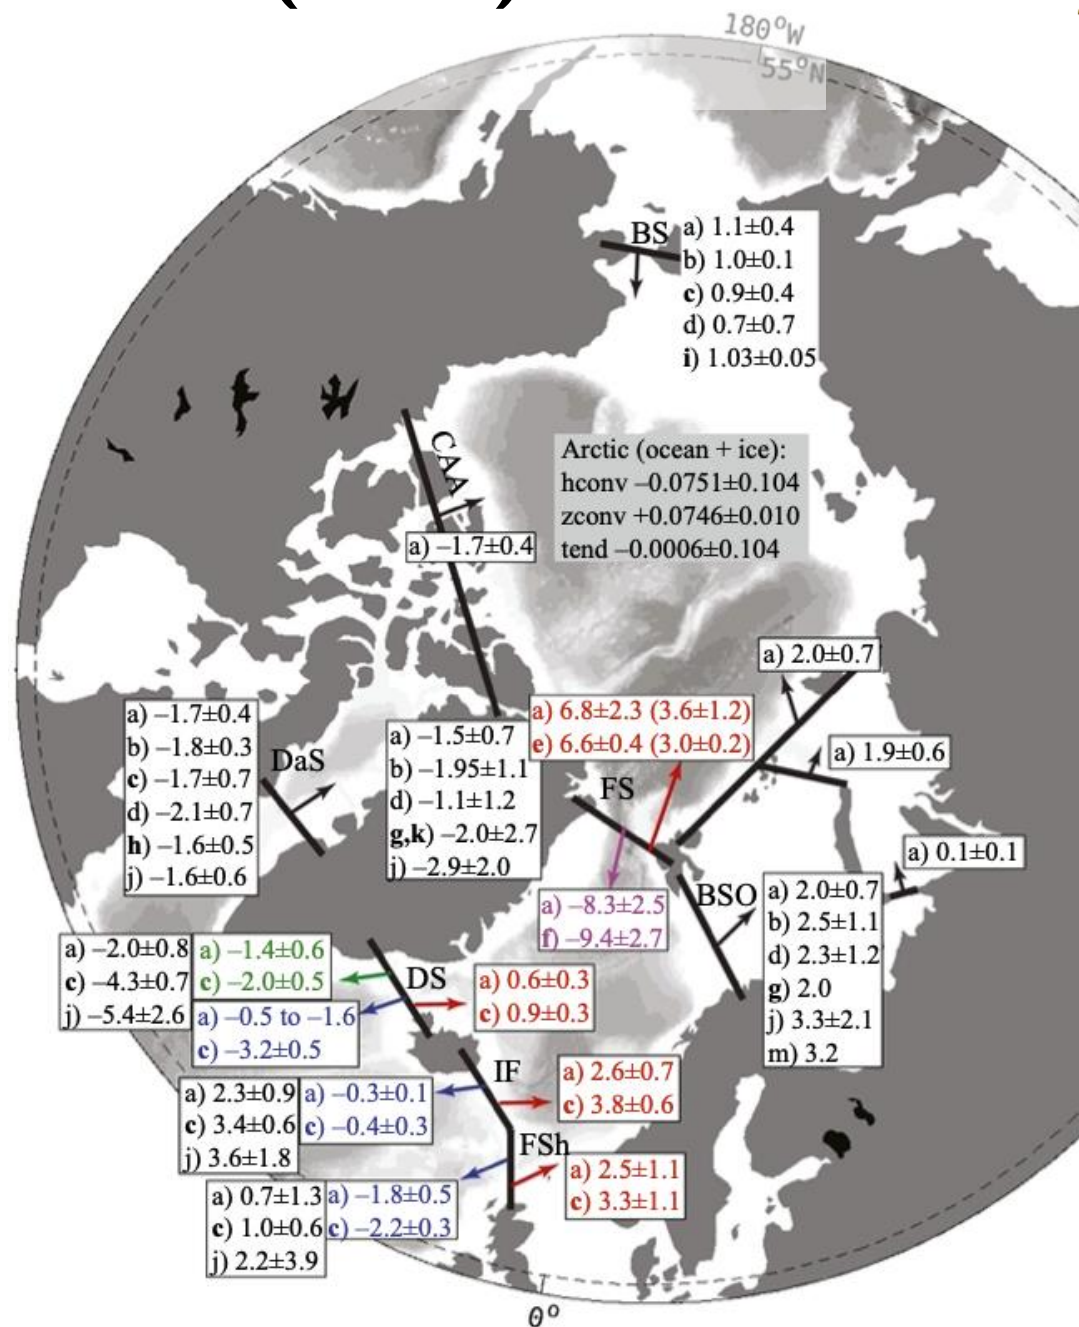 180°W
55°N
BS
a) 1.1±0.4
b) 1.0±0.1
c) 0.9±0.4
d) 0.7±0.7
i) 1.03±0.05
CAA
a) –1.7±0.4
Arctic (ocean + ice):
hconv –0.0751±0.104
zconv +0.0746±0.010
tend –0.0006±0.104
a) 2.0±0.7
a) 1.9±0.6
a) 0.1±0.1
a) –1.7±0.4
b) –1.8±0.3
c) –1.7±0.7
d) –2.1±0.7
h) –1.6±0.5
j) –1.6±0.6
DaS
a) –1.5±0.7
b) –1.95±1.1
d) –1.1±1.2
g,k) –2.0±2.7
j) –2.9±2.0
a) 6.8±2.3 (3.6±1.2)
e) 6.6±0.4 (3.0±0.2)
FS
a) –8.3±2.5
f) –9.4±2.7
BSO
a) 2.0±0.7
b) 2.5±1.1
d) 2.3±1.2
g) 2.0
j) 3.3±2.1
m) 3.2
a) –2.0±0.8
c) –4.3±0.7
j) –5.4±2.6
a) –1.4±0.6
c) –2.0±0.5
a) –0.5 to –1.6
c) –3.2±0.5
DS
a) 0.6±0.3
c) 0.9±0.3
a) 2.3±0.9
c) 3.4±0.6
j) 3.6±1.8
a) –0.3±0.1
c) –0.4±0.3
IF
a) 2.6±0.7
c) 3.8±0.6
FSh
a) 0.7±1.3
c) 1.0±0.6
j) 2.2±3.9
a) –1.8±0.5
c) –2.2±0.3
a) 2.5±1.1
c) 3.3±1.1
0°